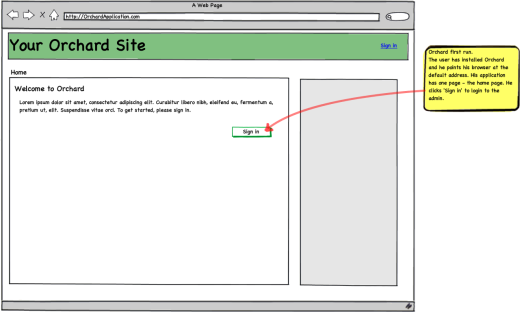 A Web Page
http://OrchardApplication.com
Your Orchard Site
Sign In
Home
Welcome to Orchard
Lorem ipsum dolor sit amet, consectetur adipiscing elit. Curabitur libero nibh, eleifend eu, fermentum a,
pretium ut, elit. Suspendisse vitae orci. To get started, please sign in.
Sign in
Orchard first run.
The user has installed Orchard
and he points his browser at the
default address. His application
has one page - the home page. He
clicks 'Sign in' to login to the
admin.